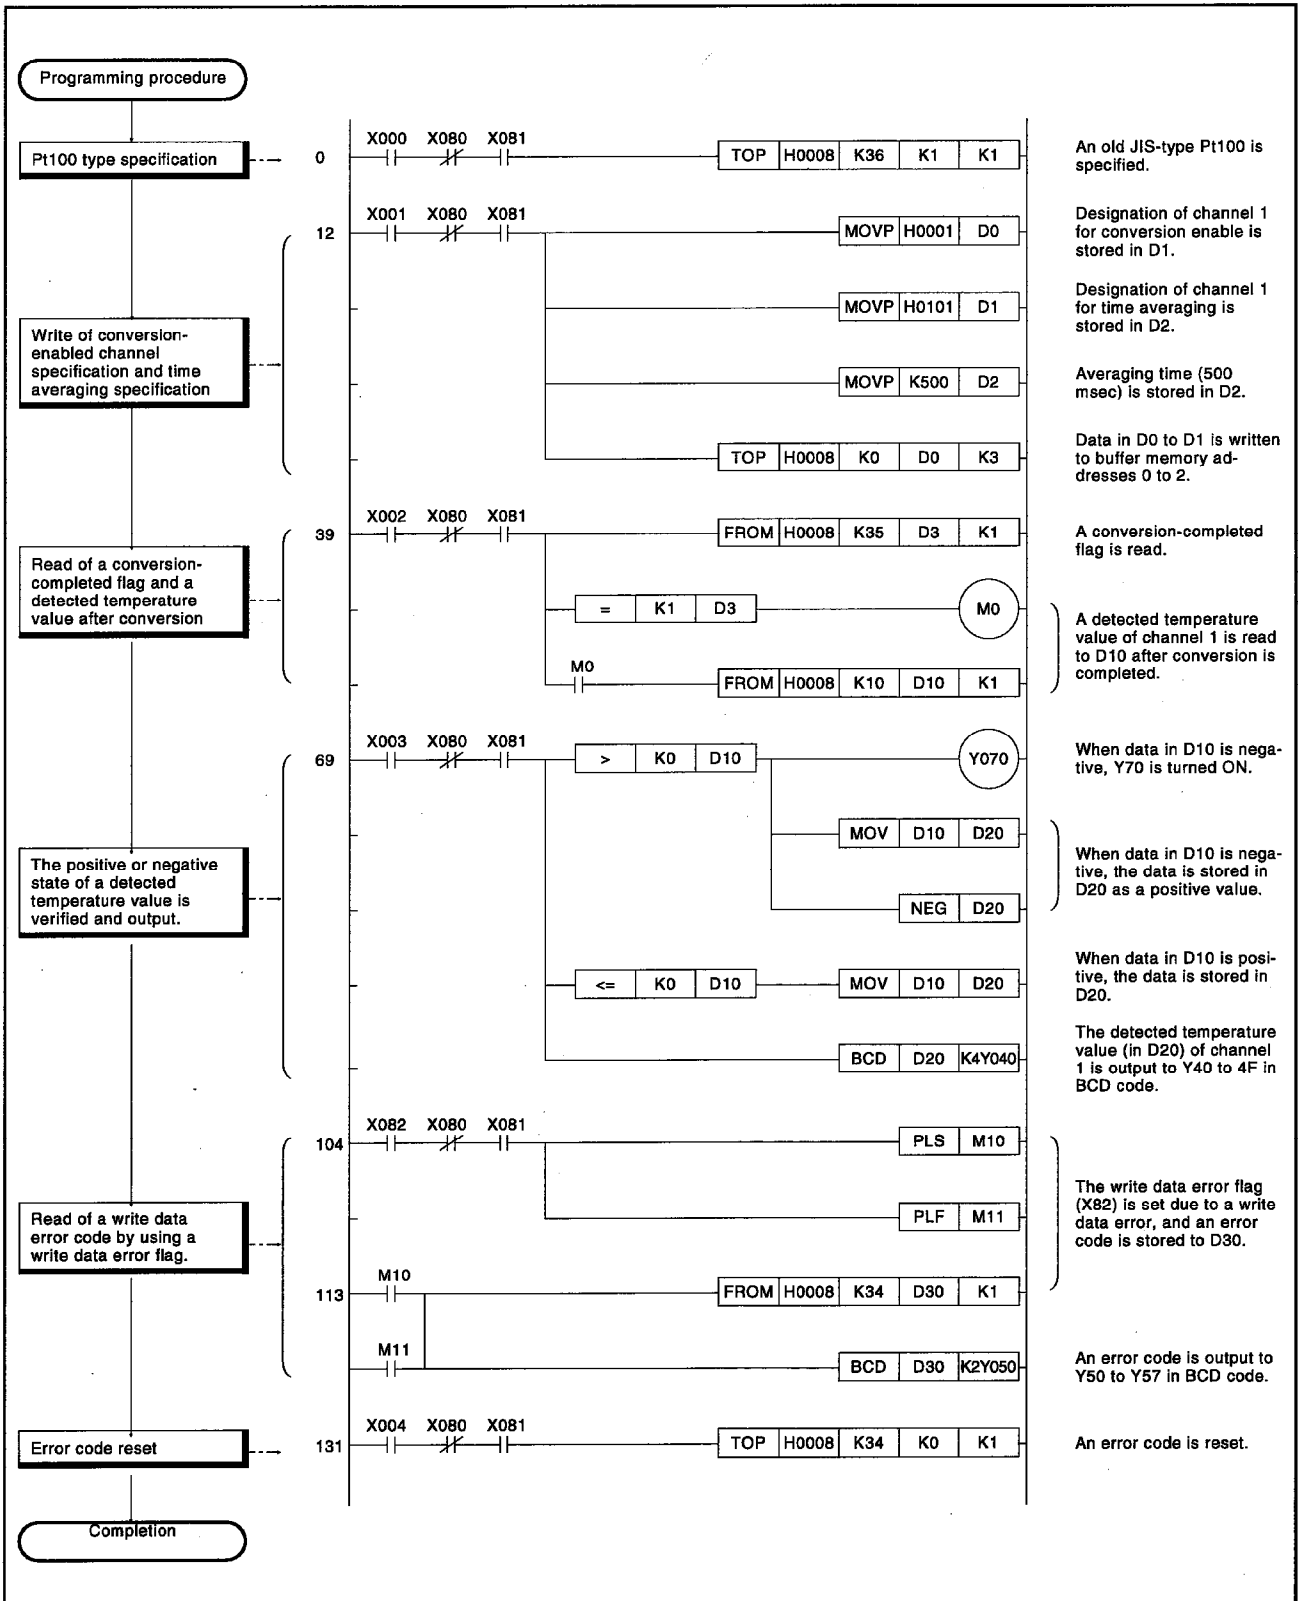 Programming procedure
Pt100 type specification
0
X000 X080 X081
TOP H0008 K36 K1 K1
An old JIS-type Pt100 is
specified.
12
X001 X080 X081
MOVP H0001 D0
Designation of channel 1
for conversion enable is
stored in D1.
MOVP H0101 D1
Designation of channel 1
for time averaging is
stored in D2.
Write of conversion-
enabled channel
specification and time
averaging specification
MOVP K500 D2
Averaging time (500
msec) is stored in D2.
TOP H0008 K0 D0 K3
Data in D0 to D1 is written
to buffer memory ad-
dresses 0 to 2.
39
X002 X080 X081
FROM H0008 K35 D3 K1
A conversion-completed
flag is read.
Read of a conversion-
completed flag and a
detected temperature
value after conversion
= K1 D3
M0
M0
FROM H0008 K10 D10 K1
A detected temperature
value of channel 1 is read
to D10 after conversion is
completed.
69
X003 X080 X081
> K0 D10
Y070
When data in D10 is nega-
tive, Y70 is turned ON.
MOV D10 D20
NEG D20
When data in D10 is nega-
tive, the data is stored in
D20 as a positive value.
The positive or negative
state of a detected
temperature value is
verified and output.
<= K0 D10
MOV D10 D20
When data in D10 is posi-
tive, the data is stored in
D20.
BCD D20 K4Y040
The detected temperature
value (in D20) of channel
1 is output to Y40 to 4F in
BCD code.
104
X082 X080 X081
PLS M10
PLF M11
The write data error flag
(X82) is set due to a write
data error, and an error
code is stored to D30.
Read of a write data
error code by using a
write data error flag.
113
M10
FROM H0008 K34 D30 K1
M11
BCD D30 K2Y050
An error code is output to
Y50 to Y57 in BCD code.
Error code reset
131
X004 X080 X081
TOP H0008 K34 K0 K1
An error code is reset.
Completion